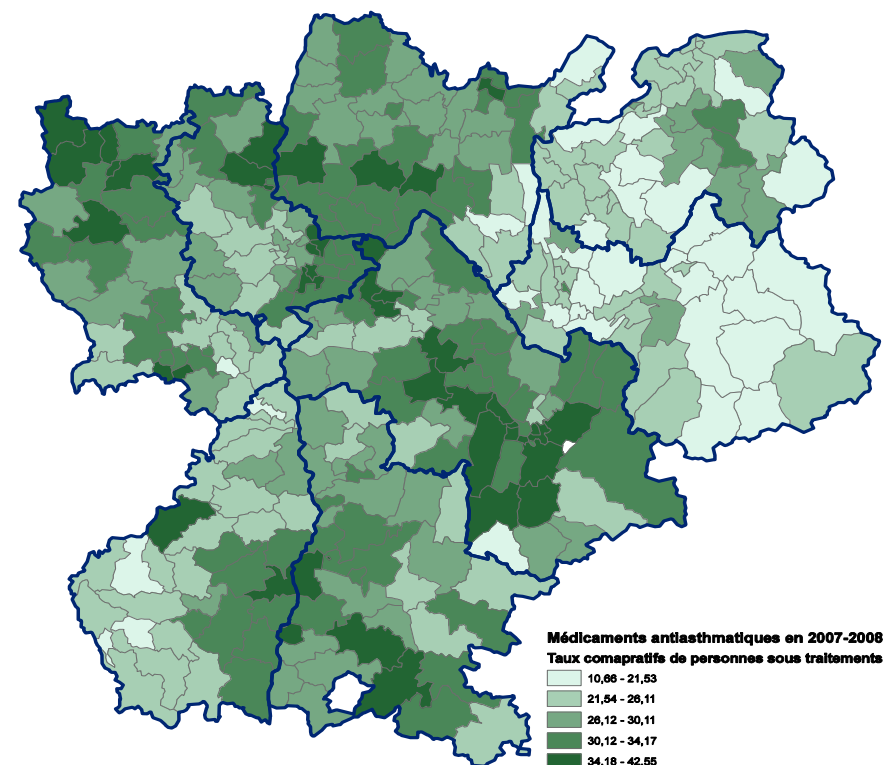 Médicaments antiasthmatiques en 2007-2008
Taux comapratifs de personnes sous traitements
10,66 - 21,53
21,54 - 26,11
26,12 - 30,11
30,12 - 34,17
34,18 - 42,55